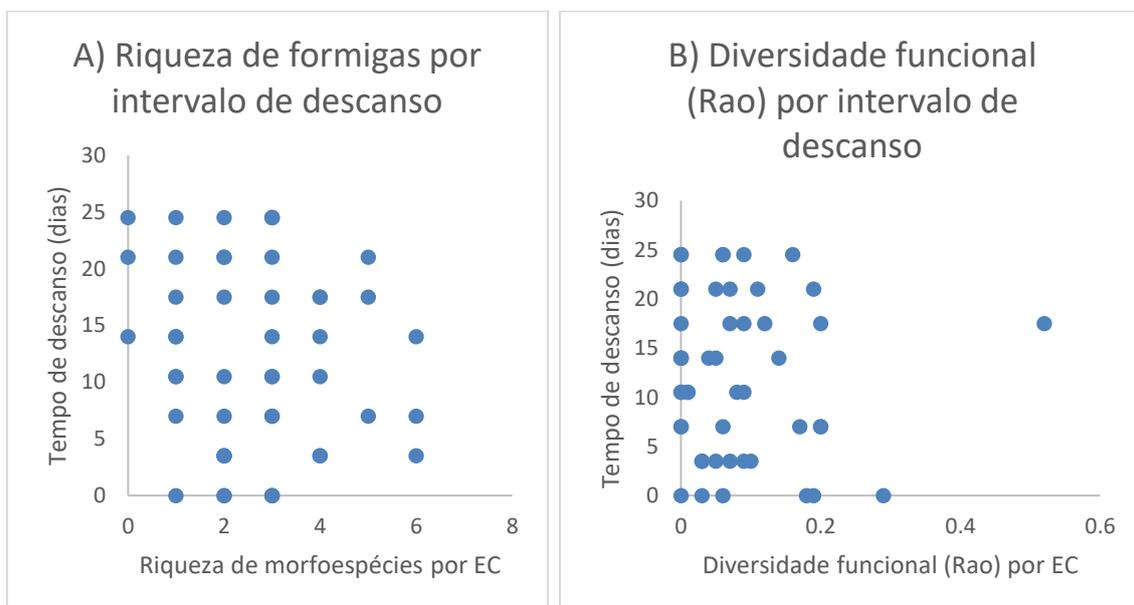 A) Riqueza de formigas por
intervalo de descanso
Tempo de descanso (dias)
30
25
20
15
10
5
0
0 2 4 6 8
Riqueza de morfoespécies por EC
B) Diversidade funcional
(Rao) por intervalo de
descanso
Tempo de descanso (dias)
30
25
20
15
10
5
0
0 0.2 0.4 0.6
Diversidade funcional (Rao) por EC